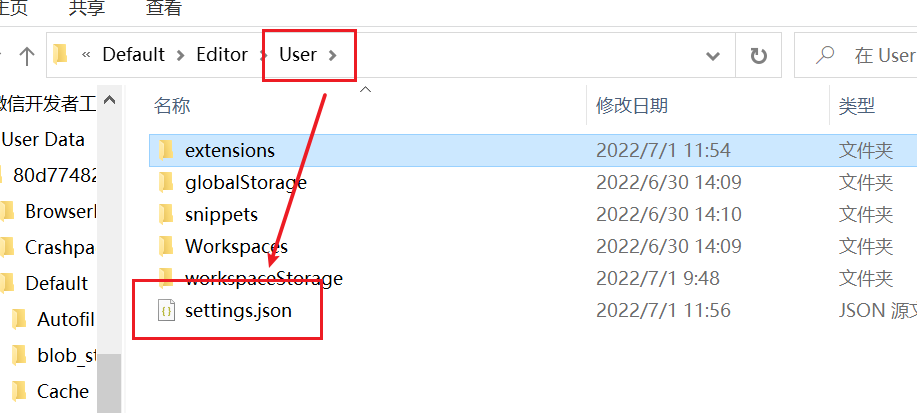 主页 共享 查看
« Default Editor User 在 User
微信开发者工
User Data
80d77482
Browser
Crashpa
Default
Autofil
blob_st
Cache
名称 修改日期 类型
extensions 2022/7/1 11:54 文件夹
globalStorage 2022/6/30 14:09 文件夹
snippets 2022/6/30 14:10 文件夹
Workspaces 2022/6/30 14:09 文件夹
workspaceStorage 2022/7/1 9:48 文件夹
settings.json 2022/7/1 11:56 JSON 源文